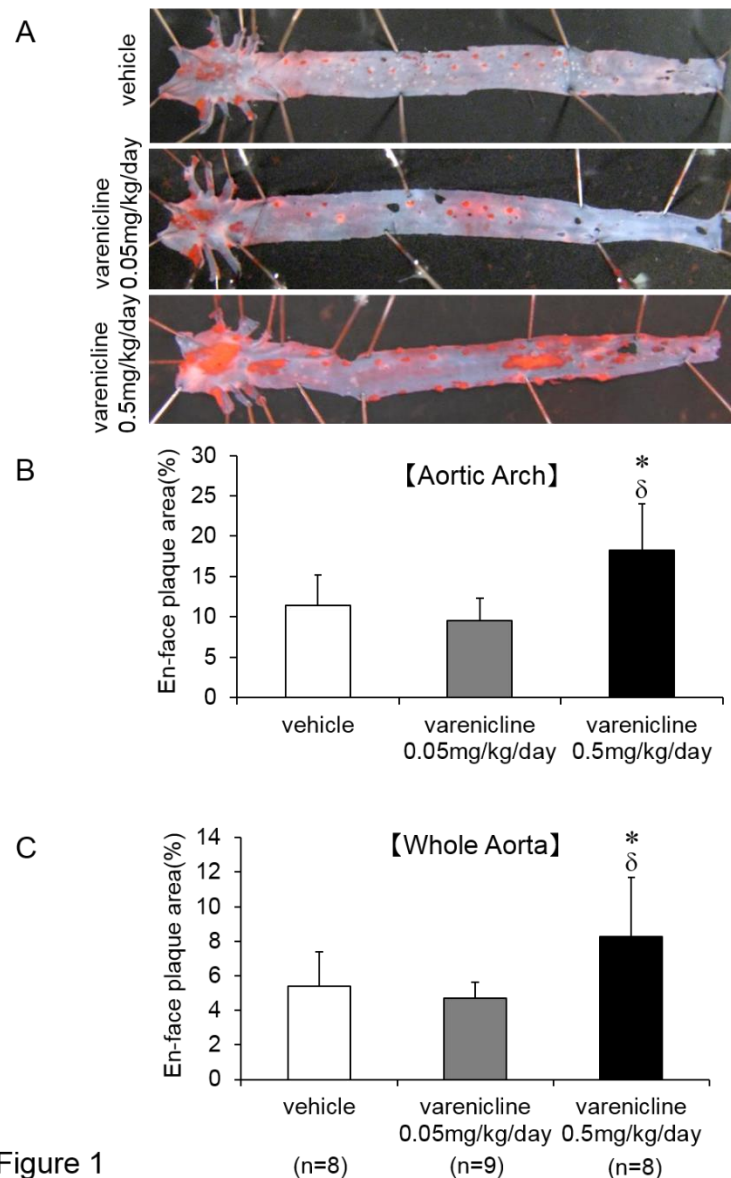 A
vehicle
varenicline
0.05mg/kg/day
varenicline
0.5mg/kg/day
B
En-face plaque area(%)
30
25
20
15
10
5
0
【Aortic Arch】
*
δ
vehicle
varenicline
0.05mg/kg/day
varenicline
0.5mg/kg/day
C
En-face plaque area(%)
14
12
10
8
6
4
2
0
【Whole Aorta】
*
δ
vehicle
varenicline
0.05mg/kg/day
varenicline
0.5mg/kg/day
Figure 1
(n=8)
(n=9)
(n=8)